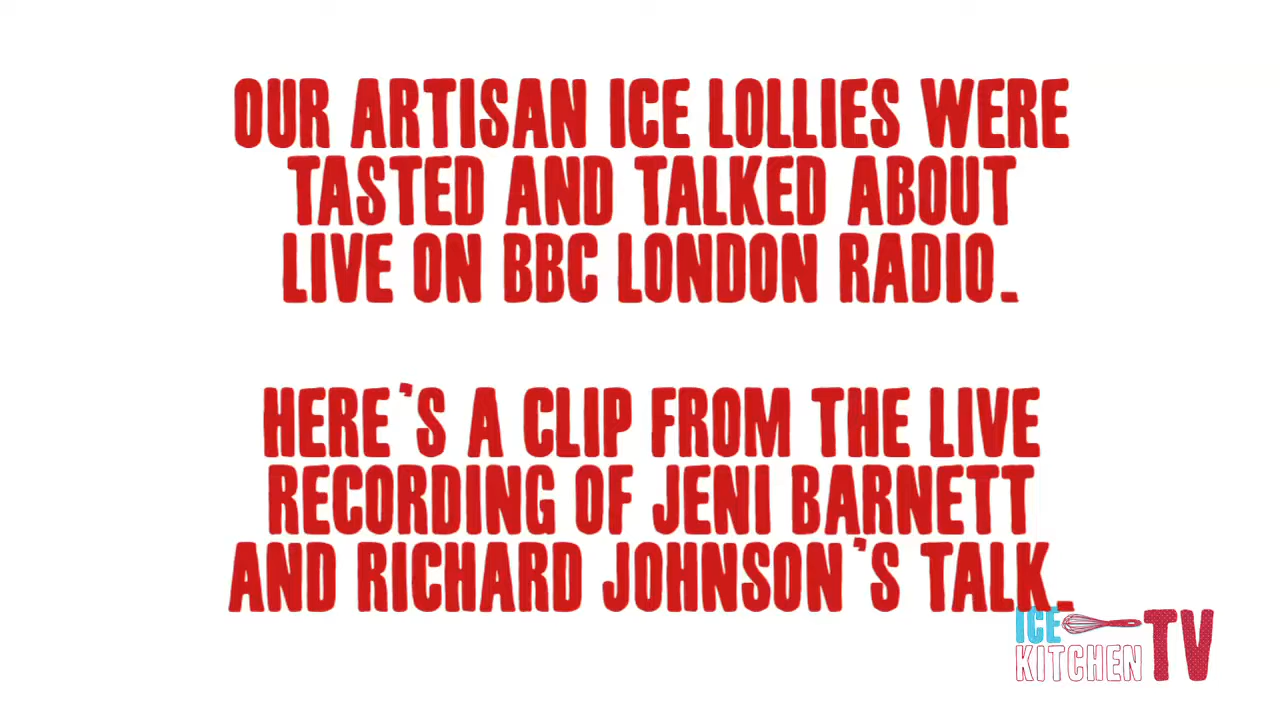 OUR ARTISAN ICE LOLLIES WERE
TASTED AND TALKED ABOUT
LIVE ON BBC LONDON RADIO.
HERE'S A CLIP FROM THE LIVE
RECORDING OF JENI BARNETT
AND RICHARD JOHNSON'S TALK.
ICE
KITCHEN TV